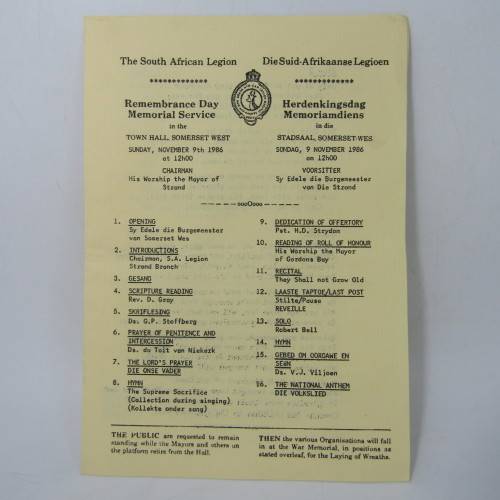 The South African Legion
*************
Remembrance Day
Memorial Service
in the
TOWN HALL, SOMERSET WEST
SUNDAY, NOVEMBER 9th 1986
at 12h00
CHAIRMAN
His Worship the Mayor of
Strand
Die Suid-Afrikaanse Legioen
*************
Herdenkingsdag
Memoriamdiens
in die
STADSAAL, SOMERSET-WES
SONDAG, 9 NOVEMBER 1986
om 12h00
VOORSITTER
Sy Edele die Burgemeester
van Die Strand
------oooOooo-----
1. OPENING
Sy Edele die Burgemeester
van Somerset Wes
2. INTRODUCTIONS
Chairman, S.A. Legion
Strand Branch
3. GESANG
4. SCRIPTURE READING
Rev. D. Gray
5. SKRIFLESING
Ds. G.P. Stoffberg
6. PRAYER OF PENITENCE AND
INTERCESSION
Ds. du Toit van Niekerk
7. THE LORD'S PRAYER
DIE ONSE VADER
8. HYMN
The Supreme Sacrifice
(Collection during singing)
(Kollekte onder sang)
9. DEDICATION OF OFFERTORY
Pst. H.D. Strydom
10. READING OF ROLL OF HONOUR
His Worship the Mayor
of Gordons Bay
11. RECITAL
They Shall not Grow Old
12. LAASTE TAPTOE/LAST POST
Stilte/Pause
REVEILLE
13. SOLO
Robert Bell
14. HYMN
15. GEBED OM OORGAWE EN
SEËN
Ds. V.J. Viljoen
16. THE NATIONAL ANTHEM
DIE VOLKSLIED
THE PUBLIC are requested to remain
standing while the Mayors and others on
the platform retire from the Hall.
THEN the various Organisations will fall
in at the War Memorial, in positions as
stated overleaf, for the Laying of Wreaths.